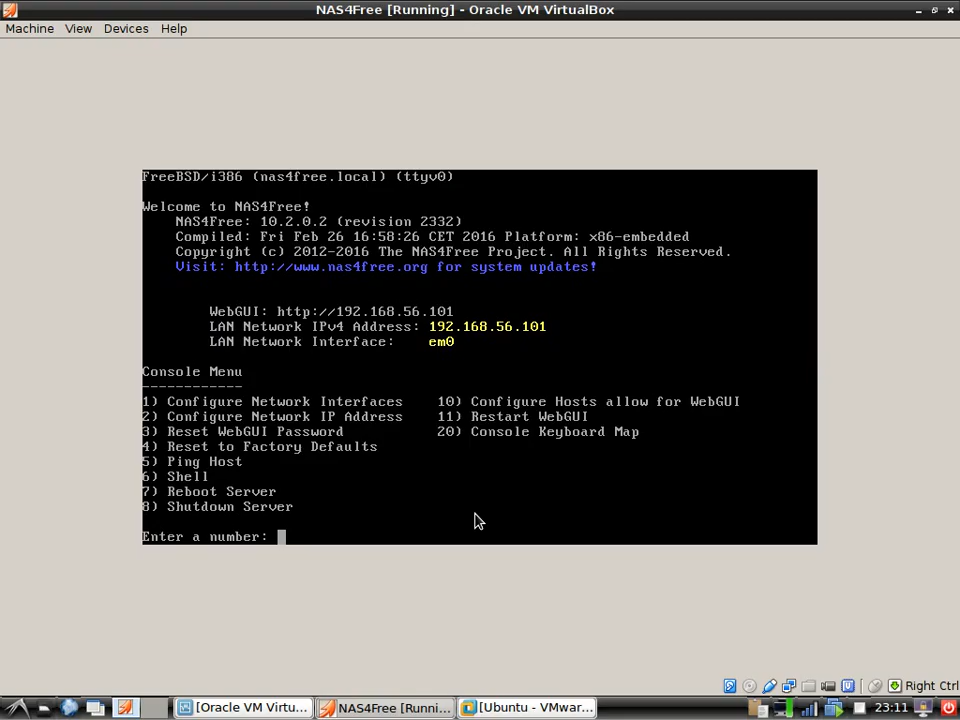 NAS4Free [Running] - Oracle VM VirtualBox
Machine View Devices Help
FreeBSD/i386 (nas4free.local) (ttyv0)
Welcome to NAS4Free!
NAS4Free: 10.2.0.2 (revision 2332)
Compiled: Fri Feb 26 16:58:26 CET 2016 Platform: x86-embedded
Copyright (c) 2012-2016 The NAS4Free Project. All Rights Reserved.
Visit: http://www.nas4free.org for system updates!
WebGUI: http://192.168.56.101
LAN Network IPv4 Address: 192.168.56.101
LAN Network Interface: em0
Console Menu
------------
1) Configure Network Interfaces 10) Configure Hosts allow for WebGUI
2) Configure Network IP Address 11) Restart WebGUI
3) Reset WebGUI Password 20) Console Keyboard Map
4) Reset to Factory Defaults
5) Ping Host
6) Shell
7) Reboot Server
8) Shutdown Server
Enter a number:
Right Ctrl
[Oracle VM Virtu... NAS4Free [Runni... [Ubuntu - VMwar... 23:11